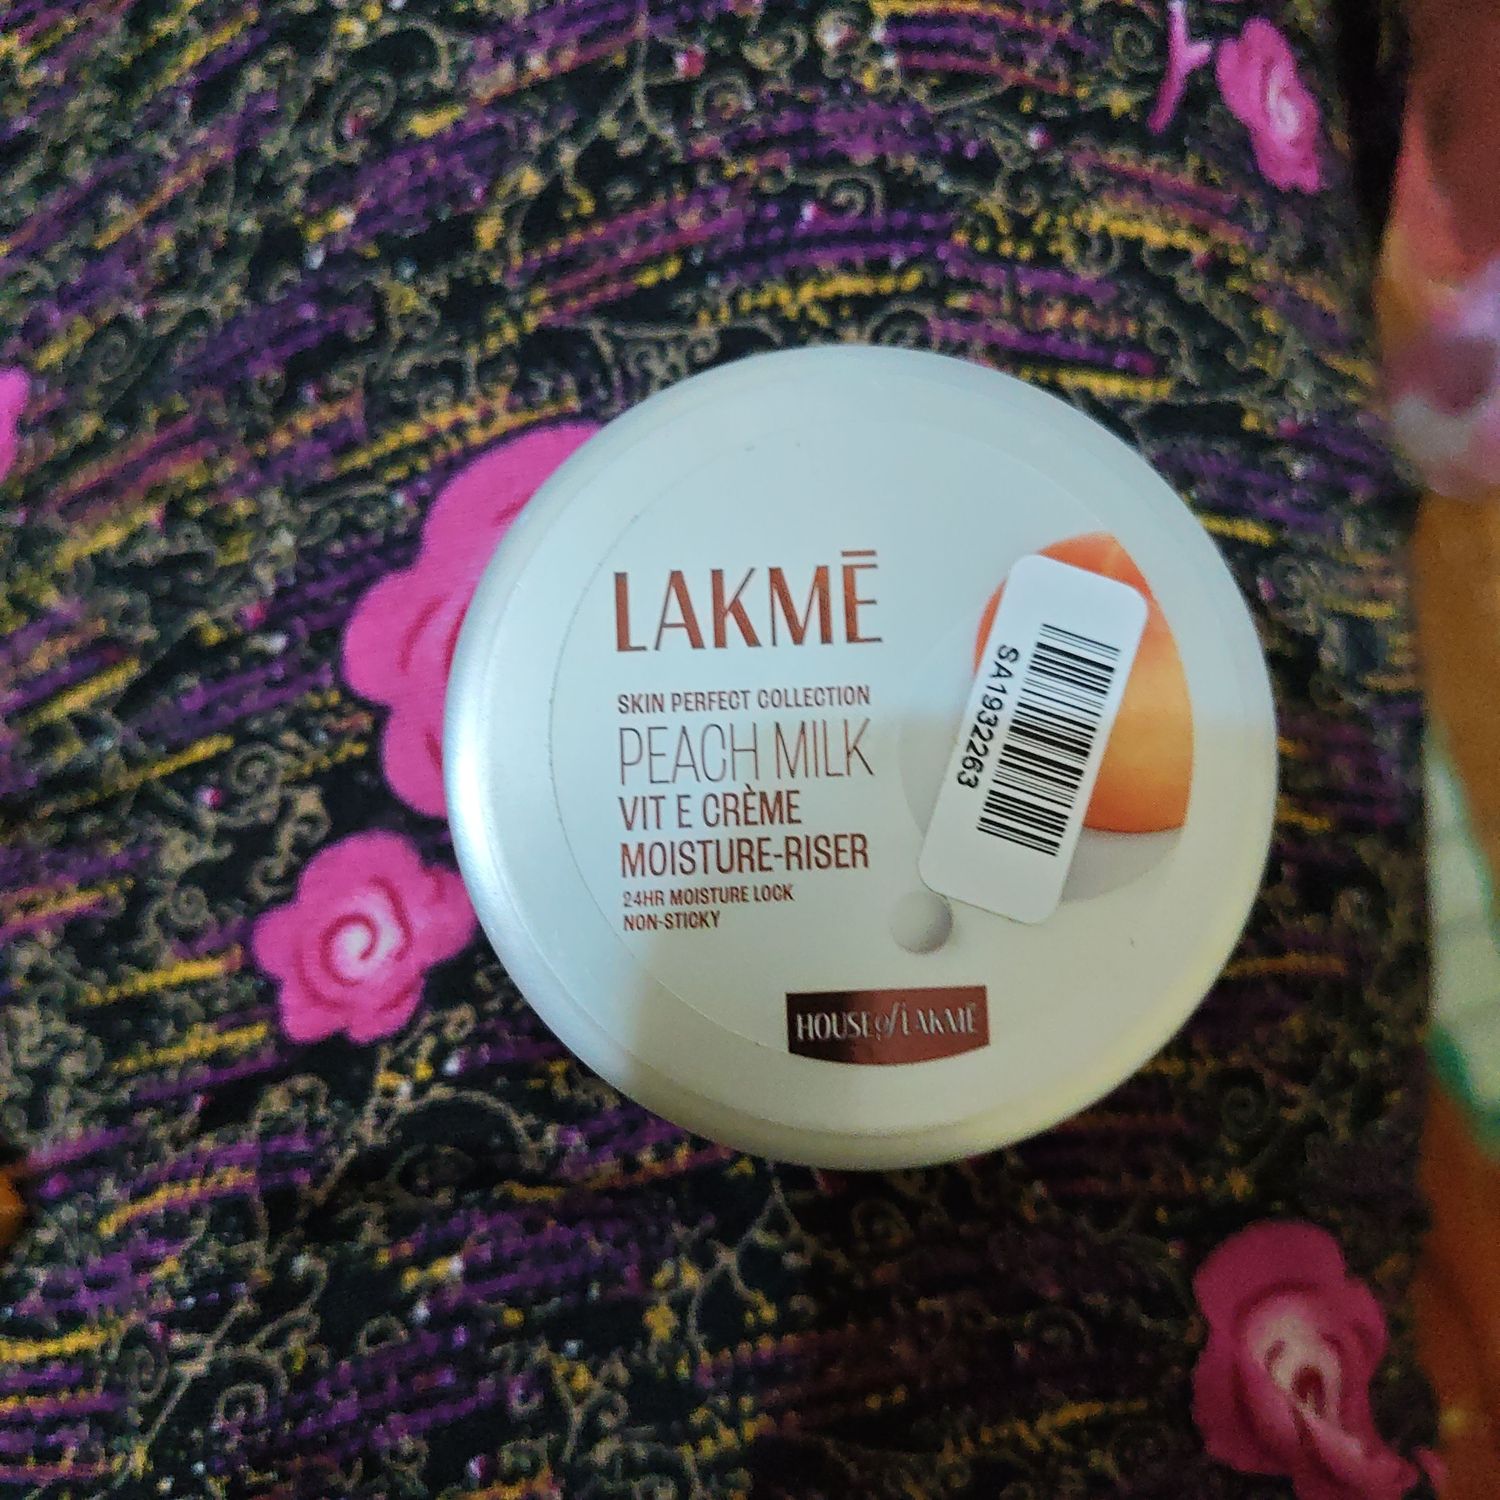 LAKMĒ
SKIN PERFECT COLLECTION
PEACH MILK
VIT E CRÈME
MOISTURE-RISER
24HR MOISTURE LOCK
NON-STICKY
HOUSE of LAKMĒ
SA1932263